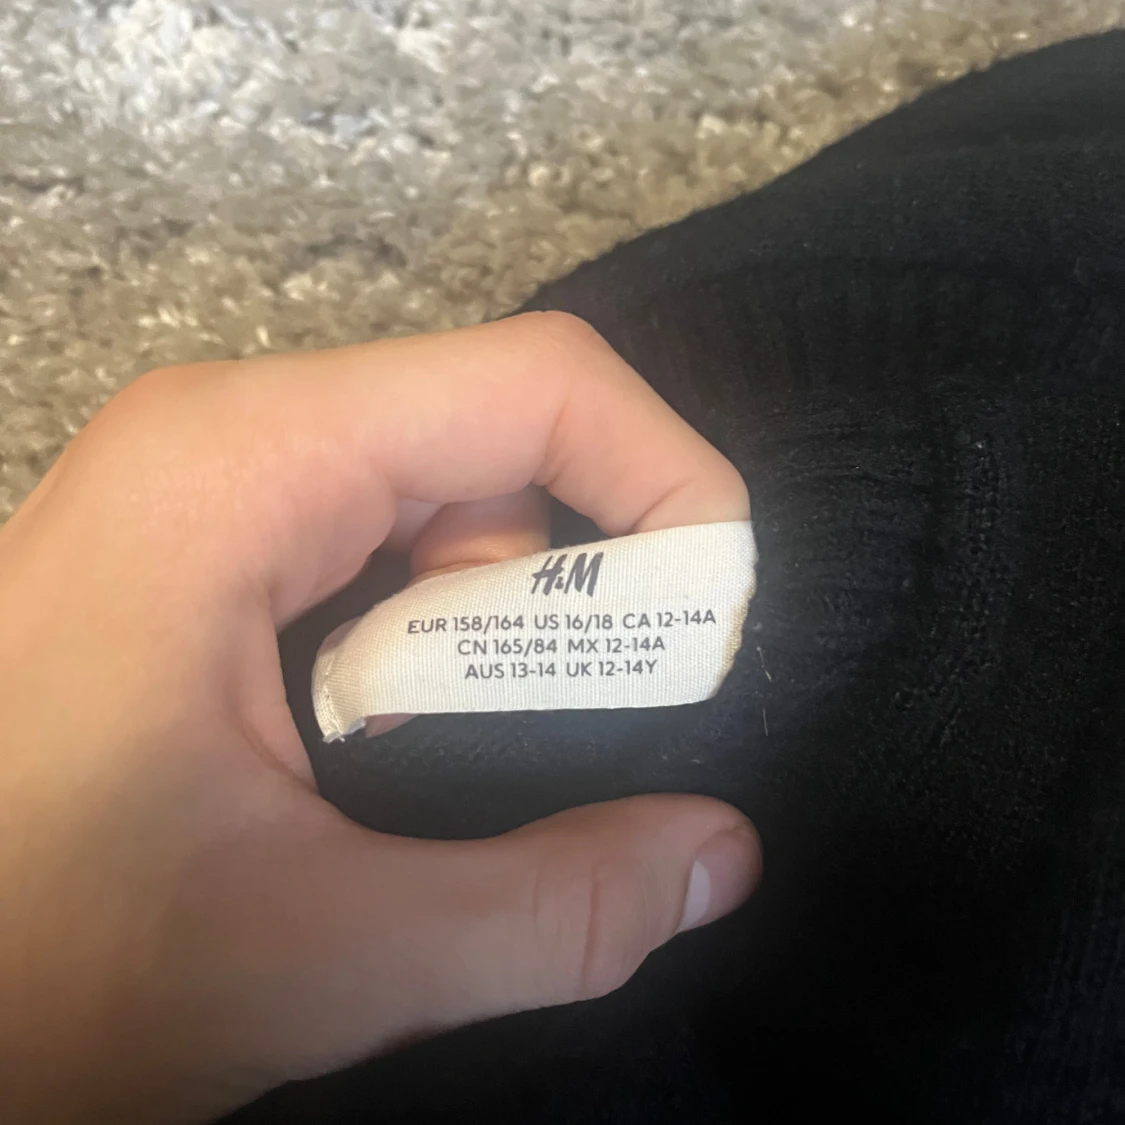 H&M
EUR 158/164 US 16/18 CA 12-14A
CN 165/84 MX 12-14A
AUS 13-14 UK 12-14Y